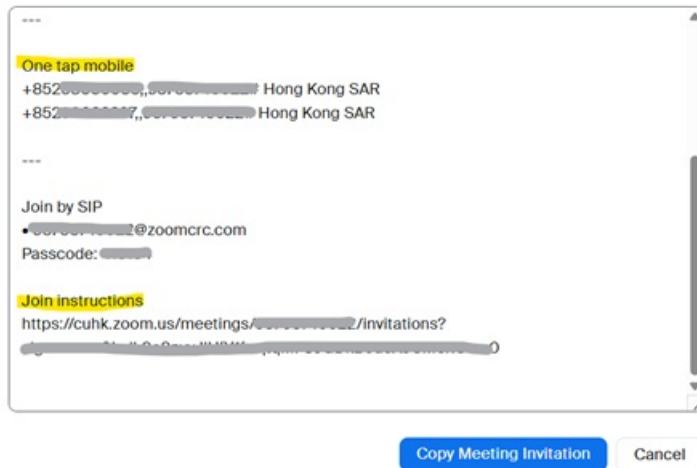 ---
One tap mobile
+852 Hong Kong SAR
+852 Hong Kong SAR
---
Join by SIP
• @zoomcrc.com
Passcode:
Join instructions
https://cuhk.zoom.us/meetings/ /invitations?
Copy Meeting Invitation
Cancel